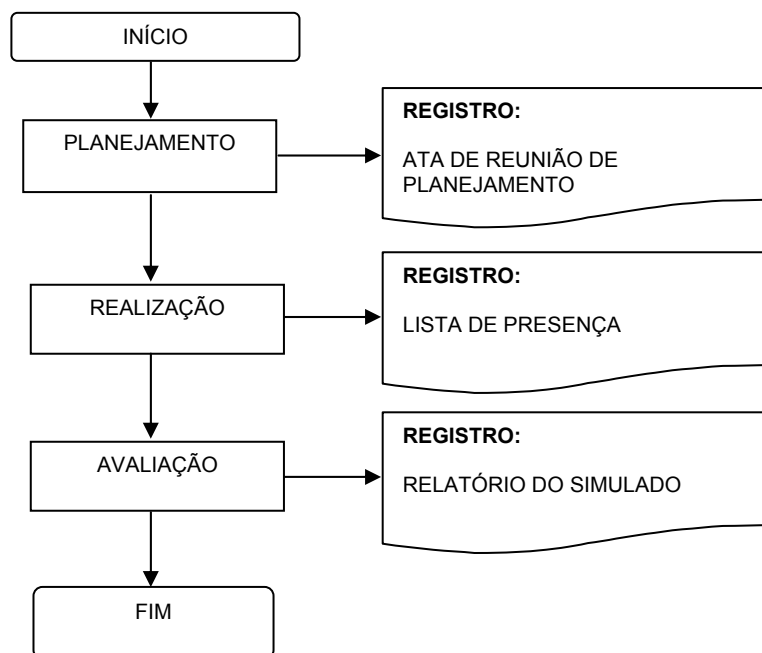 INÍCIO
PLANEJAMENTO
REGISTRO:
ATA DE REUNIÃO DE
PLANEJAMENTO
REALIZAÇÃO
REGISTRO:
LISTA DE PRESENÇA
AVALIAÇÃO
REGISTRO:
RELATÓRIO DO SIMULADO
FIM